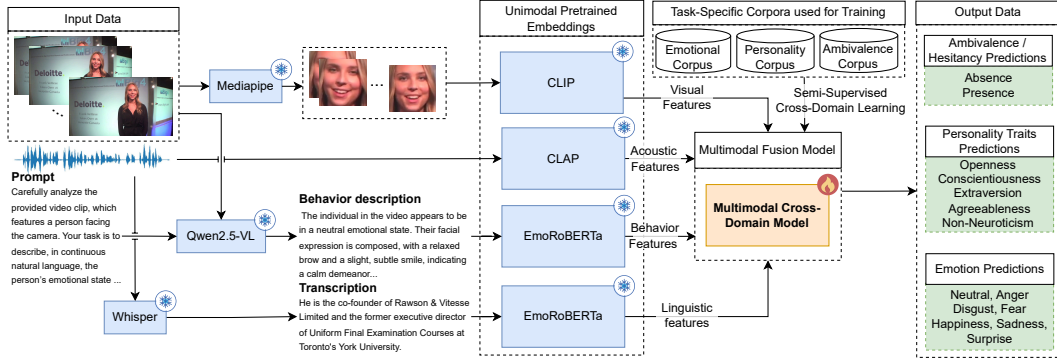 Input Data
Deloitte
Deloitte
Mediapipe
...
Prompt
Carefully analyze the
provided video clip, which
features a person facing
the camera. Your task is to
describe, in continuous
natural language, the
person's emotional state ...
Qwen2.5-VL
Whisper
Behavior description
The individual in the video appears to be
in a neutral emotional state. Their facial
expression is composed, with a relaxed
brow and a slight, subtle smile, indicating
a calm demeanor...
Transcription
He is the co-founder of Rawson & Vitesse
Limited and the former executive director
of Uniform Final Examination Courses at
Toronto's York University.
Unimodal Pretrained
Embeddings
CLIP
CLAP
EmoRoBERTa
EmoRoBERTa
Visual
Features
Acoustic
Features
Behavior
Features
Linguistic
features
Task-Specific Corpora used for Training
Emotional
Corpus
Personality
Corpus
Ambivalence
Corpus
Semi-Supervised
Cross-Domain Learning
Multimodal Fusion Model
Multimodal Cross-
Domain Model
Output Data
Ambivalence /
Hesitancy Predictions
Absence
Presence
Personality Traits
Predictions
Openness
Conscientiousness
Extraversion
Agreeableness
Non-Neuroticism
Emotion Predictions
Neutral, Anger
Disgust, Fear
Happiness, Sadness,
Surprise